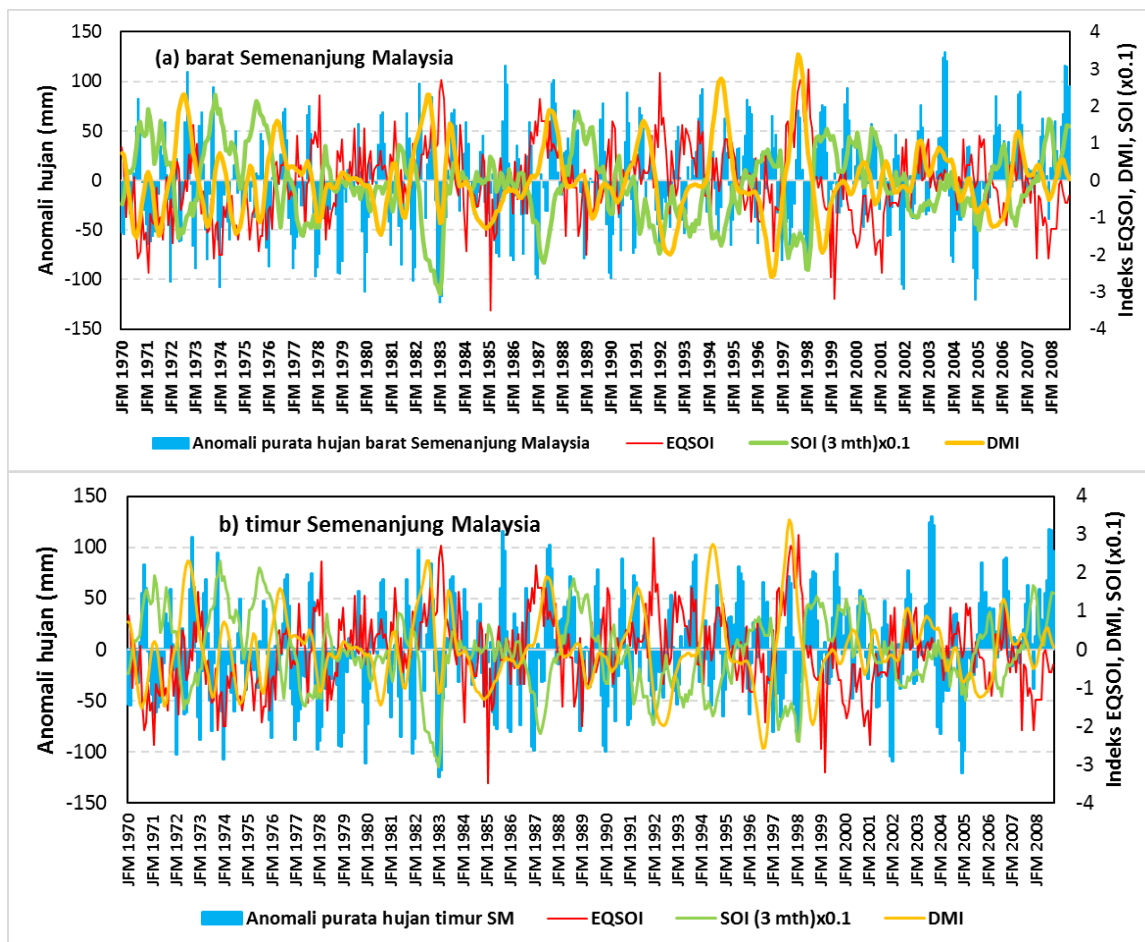 (a) barat Semenanjung Malaysia
Anomali hujan (mm)
150
100
50
0
-50
-100
-150
4
3
2
1
0
-1
-2
-3
-4
Indeks EQSOI, DMI, SOI (x0.1)
JFM 1970
JFM 1971
JFM 1972
JFM 1973
JFM 1974
JFM 1975
JFM 1976
JFM 1977
JFM 1978
JFM 1979
JFM 1980
JFM 1981
JFM 1982
JFM 1983
JFM 1984
JFM 1985
JFM 1986
JFM 1987
JFM 1988
JFM 1989
JFM 1990
JFM 1991
JFM 1992
JFM 1993
JFM 1994
JFM 1995
JFM 1996
JFM 1997
JFM 1998
JFM 1999
JFM 2000
JFM 2001
JFM 2002
JFM 2003
JFM 2004
JFM 2005
JFM 2006
JFM 2007
JFM 2008
Anomali purata hujan barat Semenanjung Malaysia EQSOI SOI (3 mth)x0.1 DMI
b) timur Semenanjung Malaysia
Anomali hujan (mm)
150
100
50
0
-50
-100
-150
4
3
2
1
0
-1
-2
-3
-4
Indeks EQSOI, DMI, SOI (x0.1)
JFM 1970
JFM 1971
JFM 1972
JFM 1973
JFM 1974
JFM 1975
JFM 1976
JFM 1977
JFM 1978
JFM 1979
JFM 1980
JFM 1981
JFM 1982
JFM 1983
JFM 1984
JFM 1985
JFM 1986
JFM 1987
JFM 1988
JFM 1989
JFM 1990
JFM 1991
JFM 1992
JFM 1993
JFM 1994
JFM 1995
JFM 1996
JFM 1997
JFM 1998
JFM 1999
JFM 2000
JFM 2001
JFM 2002
JFM 2003
JFM 2004
JFM 2005
JFM 2006
JFM 2007
JFM 2008
Anomali purata hujan timur SM EQSOI SOI (3 mth)x0.1 DMI